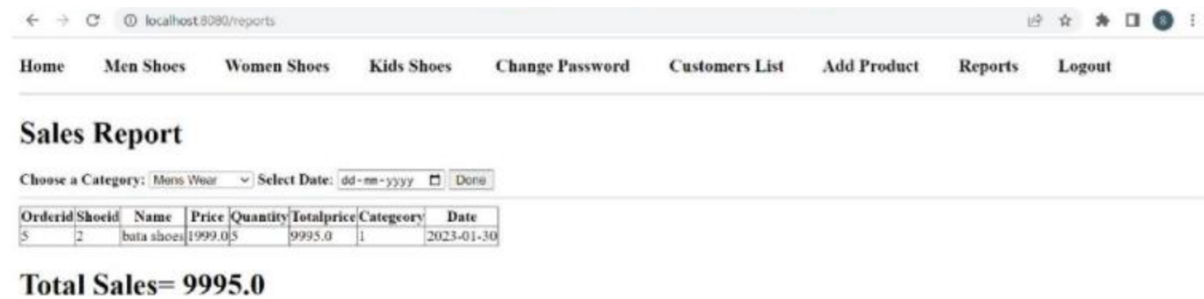 localhost:8080/reports
Home Men Shoes Women Shoes Kids Shoes Change Password Customers List Add Product Reports Logout
Sales Report
Choose a Category: Mens Wear Select Date: dd-mm-yyyy Done
Orderid Shoeid Name Price Quantity Totalprice Categeory Date
5 2 bata shoes 1999.0 5 9995.0 1 2023-01-30
Total Sales= 9995.0